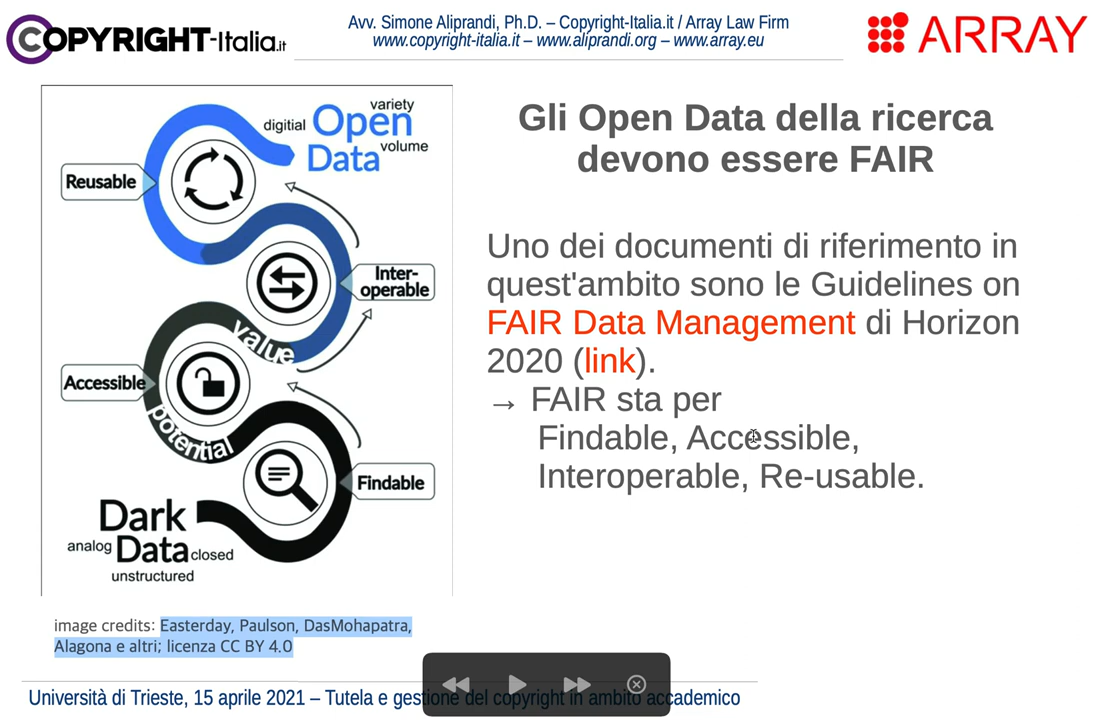 COPYRIGHT-Italia.it
Avv. Simone Aliprandi, Ph.D. – Copyright-Italia.it / Array Law Firm
www.copyright-italia.it – www.aliprandi.org – www.array.eu
ARRAY
variety
digitial Open
volume
Data
Reusable
Inter-
operable
value
Accessible
potential
Findable
Dark
analog Data closed
unstructured
image credits: Easterday, Paulson, DasMohapatra,
Alagona e altri; licenza CC BY 4.0
Gli Open Data della ricerca
devono essere FAIR
Uno dei documenti di riferimento in
quest'ambito sono le Guidelines on
FAIR Data Management di Horizon
2020 (link).
→ FAIR sta per
Findable, Accessible,
Interoperable, Re-usable.
Università di Trieste, 15 aprile 2021 – Tutela e gestione del copyright in ambito accademico